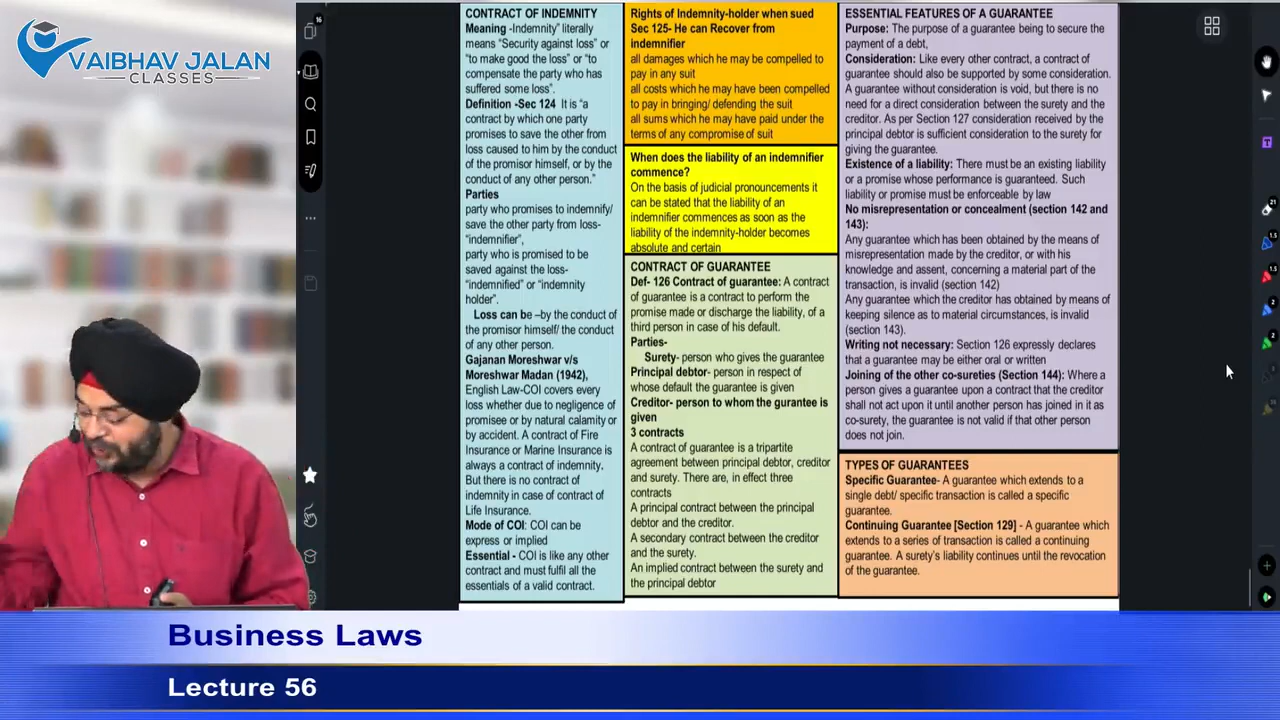 VAIBHAV JALAN
CLASSES
CONTRACT OF INDEMNITY
Meaning -Indemnity" literally
means "Security against loss" or
"to make good the loss" or "to
compensate the party who has
suffered some loss".
Definition -Sec 124 It is "a
contract by which one party
promises to save the other from
loss caused to him by the conduct
of the promisor himself, or by the
conduct of any other person."
Parties
party who promises to indemnify/
save the other party from loss-
"indemnifier",
party who is promised to be
saved against the loss-
"indemnified" or "indemnity
holder".
Loss can be –by the conduct of
the promisor himself/ the conduct
of any other person.
Gajanan Moreshwar v/s
Moreshwar Madan (1942),
English Law-COI covers every
loss whether due to negligence of
promisee or by natural calamity or
by accident. A contract of Fire
Insurance or Marine Insurance is
always a contract of indemnity.
But there is no contract of
indemnity in case of contract of
Life Insurance.
Mode of COI: COI can be
express or implied
Essential - COI is like any other
contract and must fulfil all the
essentials of a valid contract.
Rights of Indemnity-holder when sued
Sec 125- He can Recover from
indemnifier
all damages which he may be compelled to
pay in any suit
all costs which he may have been compelled
to pay in bringing/ defending the suit
all sums which he may have paid under the
terms of any compromise of suit
When does the liability of an indemnifier
commence?
On the basis of judicial pronouncements it
can be stated that the liability of an
indemnifier commences as soon as the
liability of the indemnity-holder becomes
absolute and certain
CONTRACT OF GUARANTEE
Def- 126 Contract of guarantee: A contract
of guarantee is a contract to perform the
promise made or discharge the liability, of a
third person in case of his default.
Parties-
Surety- person who gives the guarantee
Principal debtor- person in respect of
whose default the guarantee is given
Creditor- person to whom the gurantee is
given
3 contracts
A contract of guarantee is a tripartite
agreement between principal debtor, creditor
and surety. There are, in effect three
contracts
A principal contract between the principal
debtor and the creditor.
A secondary contract between the creditor
and the surety.
An implied contract between the surety and
the principal debtor
ESSENTIAL FEATURES OF A GUARANTEE
Purpose: The purpose of a guarantee being to secure the
payment of a debt,
Consideration: Like every other contract, a contract of
guarantee should also be supported by some consideration.
A guarantee without consideration is void, but there is no
need for a direct consideration between the surety and the
creditor. As per Section 127 consideration received by the
principal debtor is sufficient consideration to the surety for
giving the guarantee.
Existence of a liability: There must be an existing liability
or a promise whose performance is guaranteed. Such
liability or promise must be enforceable by law
No misrepresentation or concealment (section 142 and
143):
Any guarantee which has been obtained by the means of
misrepresentation made by the creditor, or with his
knowledge and assent, concerning a material part of the
transaction, is invalid (section 142)
Any guarantee which the creditor has obtained by means of
keeping silence as to material circumstances, is invalid
(section 143).
Writing not necessary: Section 126 expressly declares
that a guarantee may be either oral or written
Joining of the other co-sureties (Section 144): Where a
person gives a guarantee upon a contract that the creditor
shall not act upon it until another person has joined in it as
co-surety, the guarantee is not valid if that other person
does not join.
TYPES OF GUARANTEES
Specific Guarantee- A guarantee which extends to a
single debt/ specific transaction is called a specific
guarantee.
Continuing Guarantee [Section 129] - A guarantee which
extends to a series of transaction is called a continuing
guarantee. A surety's liability continues until the revocation
of the guarantee.
Business Laws
Lecture 56